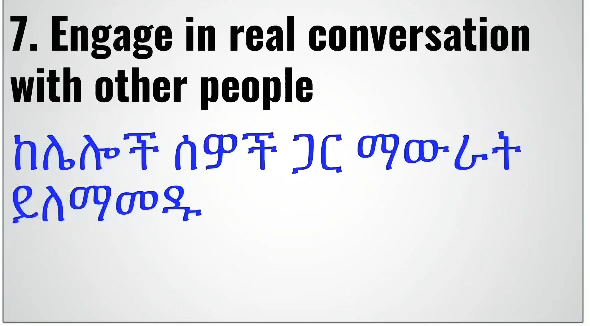 7. Engage in real conversation
with other people
ከሌሎች ሰዎች ጋር ማውራት
ይለማመዱ